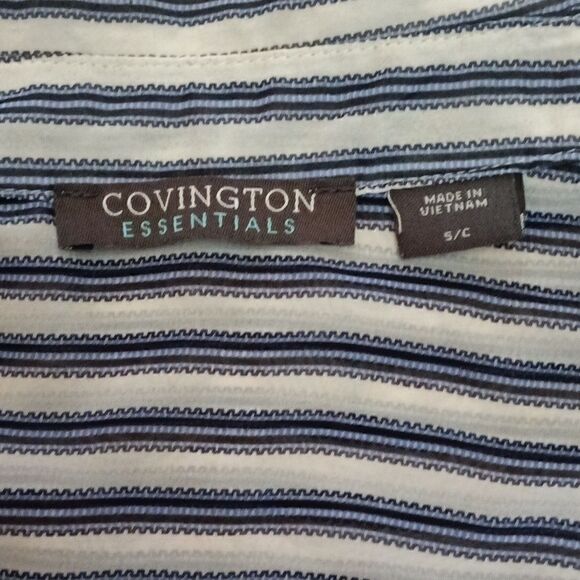 COVINGTON
ESSENTIALS
MADE IN
VIETNAM
S/C